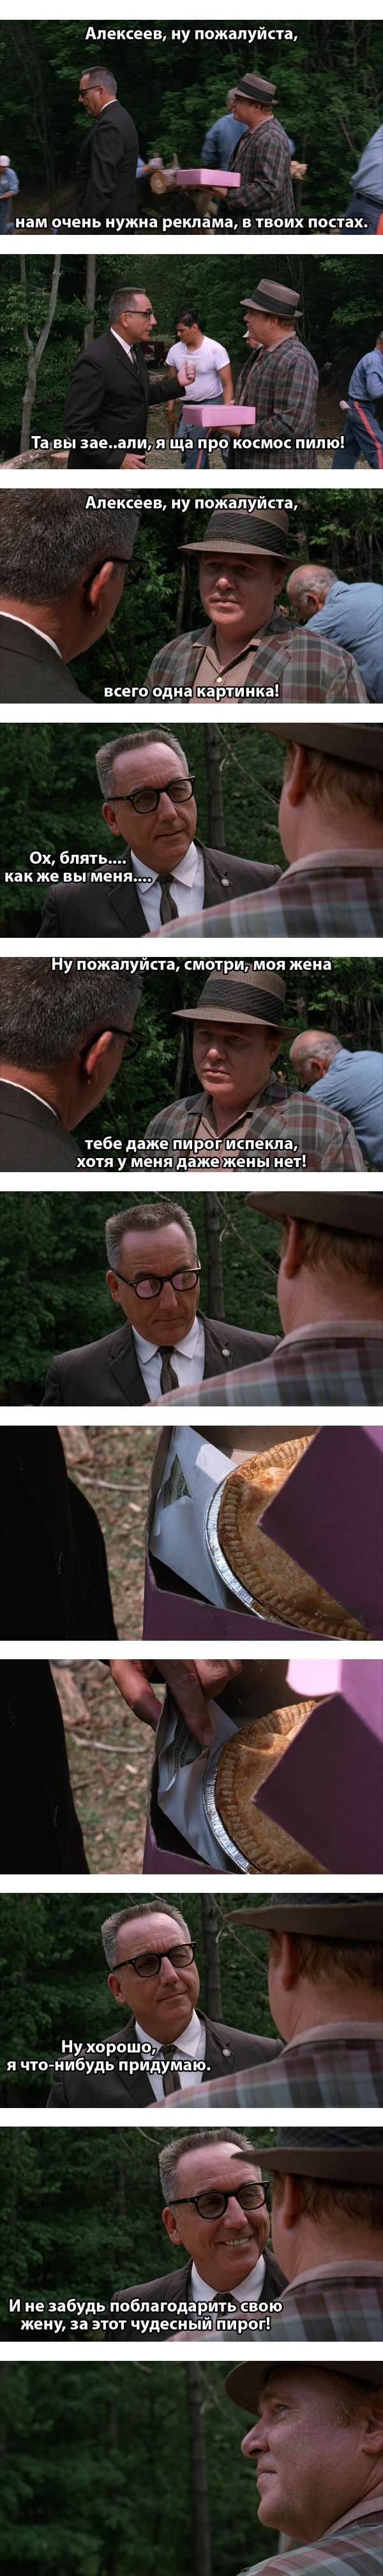 Алексеев, ну пожалуйста,
нам очень нужна реклама, в твоих постах.
Та вы зае..али, я ща про космос пилю!
Алексеев, ну пожалуйста,
всего одна картинка!
Ох, блять....
как же вы меня....
Ну пожалуйста, смотри, моя жена
тебе даже пирог испекла,
хотя у меня даже жены нет!
Ну хорошо,
я что-нибудь придумаю.
И не забудь поблагодарить свою
жену, за этот чудесный пирог!